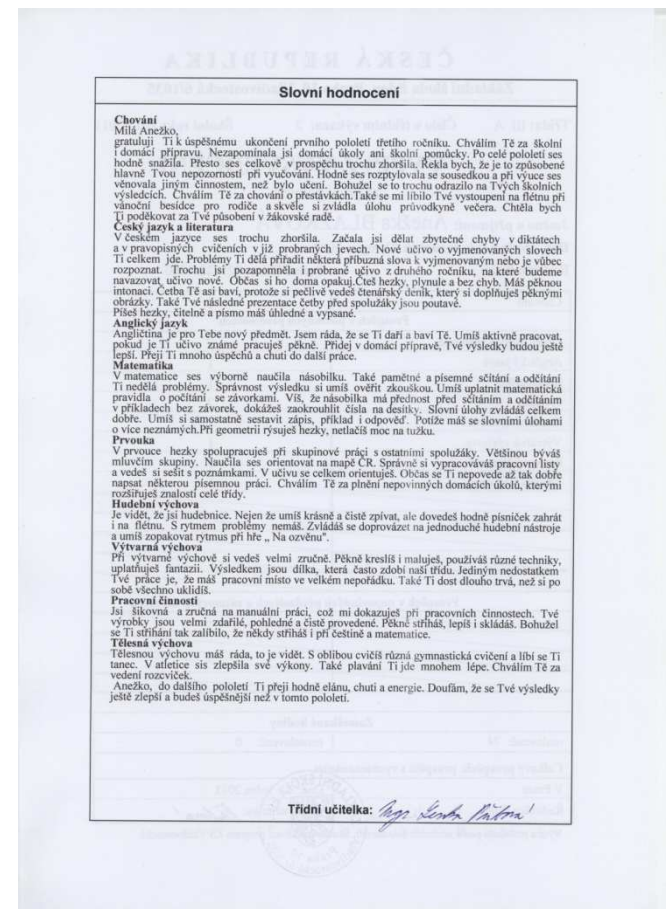 Slovní hodnocení
Chování
Milá Anežko,
gratuluji Ti k úspěšnému ukončení prvního pololetí třetího ročníku. Chválím Tě za školní
i domácí přípravu. Nezapomínala jsi domácí úkoly ani školní pomůcky. Po celé pololetí ses
hodně snažila. Přesto ses celkově v prospěchu trochu zhoršila. Řekla bych, že je to způsobené
hlavně Tvou nepozorností při vyučování. Hodně ses rozptylovala se sousedkou a při výuce ses
věnovala jiným činnostem, než bylo učení. Bohužel se to trochu odrazilo na Tvých školních
výsledcích. Chválím Tě za chování o přestávkách.Také se mi líbilo Tvé vystoupení na flétnu při
vánoční besídce pro rodiče a skvěle si zvládla úlohu průvodkyně večera. Chtěla bych
Ti poděkovat za Tvé působení v žákovské radě.
Český jazyk a literatura
V českém jazyce ses trochu zhoršila. Začala jsi dělat zbytečné chyby v diktátech
a v pravopisných cvičeních v již probraných jevech. Nové učivo o vyjmenovaných slovech
Ti celkem jde. Problémy Ti dělá přiřadit některá příbuzná slova k vyjmenovaným nebo je vůbec
rozpoznat. Trochu jsi pozapomněla i probrané učivo z druhého ročníku, na které budeme
navazovat učivo nové. Občas si ho doma opakuj.Čteš hezky, plynule a bez chyb. Máš pěknou
intonaci. Četba Tě asi baví, protože si pečlivě vedeš čtenářský deník, který si doplňuješ pěknými
obrázky. Také Tvé následné prezentace četby před spolužáky jsou poutavé.
Píšeš hezky, čitelně a písmo máš úhledné a vypsané.
Anglický jazyk
Angličtina je pro Tebe nový předmět. Jsem ráda, že se Ti daří a baví Tě. Umíš aktivně pracovat,
pokud je Ti učivo známé pracuješ pěkně. Přidej v domácí přípravě, Tvé výsledky budou ještě
lepší. Přeji Ti mnoho úspěchů a chuti do další práce.
Matematika
V matematice ses výborně naučila násobilku. Také pamětné a písemné sčítání a odčítání
Ti nedělá problémy. Správnost výsledku si umíš ověřit zkouškou. Umíš uplatnit matematická
pravidla o počítání se závorkami. Víš, že násobilka má přednost před sčítáním a odčítáním
v příkladech bez závorek, dokážeš zaokrouhlit čísla na desítky. Slovní úlohy zvládáš celkem
dobře. Umíš si samostatně sestavit zápis, příklad i odpověď. Potíže máš se slovními úlohami
o více neznámých.Při geometrii rýsuješ hezky, netlačíš moc na tužku.
Prvouka
V prvouce hezky spolupracuješ při skupinové práci s ostatními spolužáky. Většinou býváš
mluvčím skupiny. Naučila ses orientovat na mapě ČR. Správně si vypracováváš pracovní listy
a vedeš si sešit s poznámkami. V učivu se celkem orientuješ. Občas se Ti nepovede až tak dobře
napsat některou písemnou práci. Chválím Tě za plnění nepovinných domácích úkolů, kterými
rozšiřuješ znalosti celé třídy.
Hudební výchova
Je vidět, že jsi hudebnice. Nejen že umíš krásně a čistě zpívat, ale dovedeš hodně písniček zahrát
i na flétnu. S rytmem problémy nemáš. Zvládáš se doprovázet na jednoduché hudební nástroje
a umíš zopakovat rytmus při hře „ Na ozvěnu".
Výtvarná výchova
Při výtvarné výchově si vedeš velmi zručně. Pěkně kreslíš i maluješ, používáš různé techniky,
uplatňuješ fantazii. Výsledkem jsou dílka, která často zdobí naši třídu. Jediným nedostatkem
Tvé práce je, že máš pracovní místo ve velkém nepořádku. Také Ti dost dlouho trvá, než si po
sobě všechno uklidíš.
Pracovní činnosti
Jsi šikovná a zručná na manuální práci, což mi dokazuješ při pracovních činnostech. Tvé
výrobky jsou velmi zdařilé, pohledné a čistě provedené. Pěkně stříháš, lepíš i skládáš. Bohužel
se Ti stříhání tak zalíbilo, že někdy stříháš i při češtině a matematice.
Tělesná výchova
Tělesnou výchovu máš ráda, to je vidět. S oblibou cvičíš různá gymnastická cvičení a líbí se Ti
tanec. V atletice sis zlepšila své výkony. Také plavání Ti jde mnohem lépe. Chválím Tě za
vedení rozcviček.
Anežko, do dalšího pololetí Ti přeji hodně elánu, chuti a energie. Doufám, že se Tvé výsledky
ještě zlepší a budeš úspěšnější než v tomto pololetí.
Třídní učitelka: Mgr. Lenka